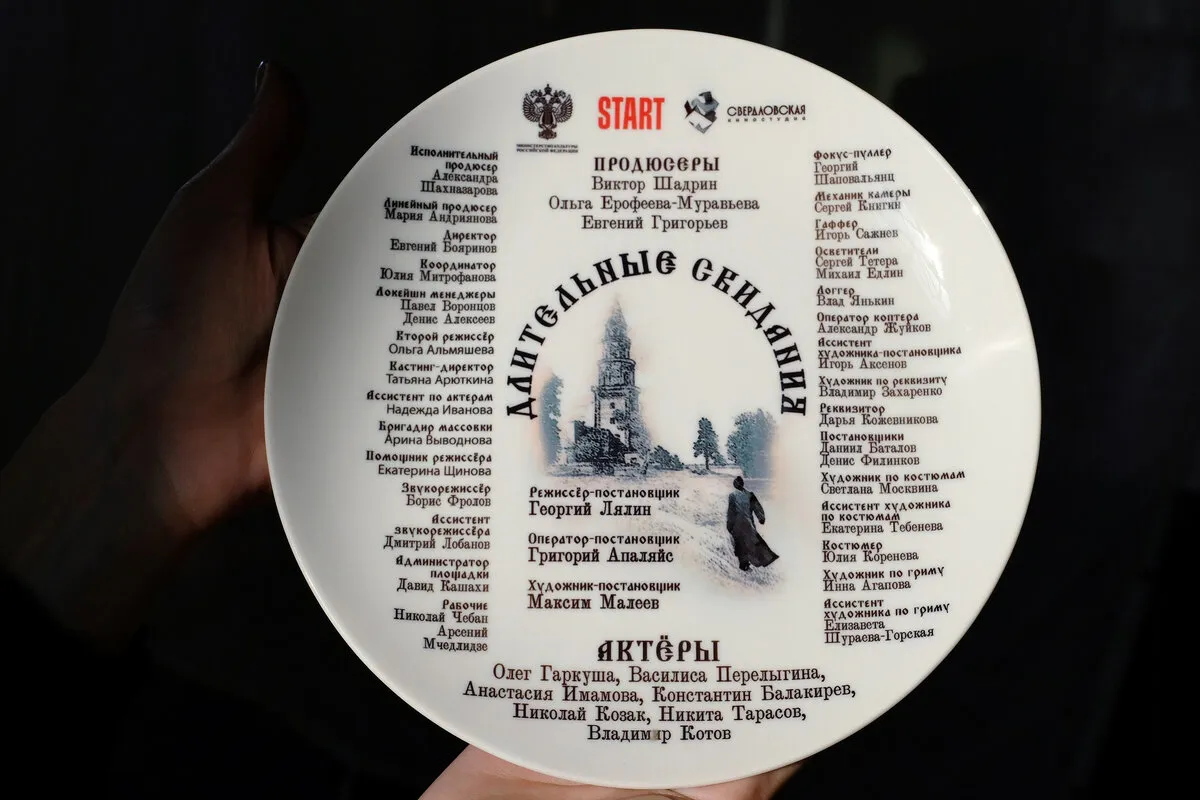 МИНИСТЕРСТВО КУЛЬТУРЫ
РОССИЙСКОЙ ФЕДЕРАЦИИ
START
СВЕРДЛОВСКАЯ
КИНОСТУДИЯ
ПРОДЮСЕРЫ
Виктор Шадрин
Ольга Ерофеева-Муравьева
Евгений Григорьев
Исполнительный
продюсер
Александра
Шахназарова
Линейный продюсер
Мария Андриянова
Директор
Евгений Бояринов
Координатор
Юлия Митрофанова
Локейшн менеджеры
Павел Воронцов
Денис Алексеев
Второй режиссёр
Ольга Альмяшева
Кастинг-директор
Татьяна Арюткина
Ассистент по актерам
Надежда Иванова
Бригадир массовки
Арина Выводнова
Помощник режиссёра
Екатерина Щинова
Звукорежиссёр
Борис Фролов
Ассистент
звукорежиссёра
Дмитрий Лобанов
Администратор
площадки
Давид Кашахи
Рабочие
Николай Чебан
Арсений
Мчедлидзе
ДЛИТЕЛЬНЫЕ СВИДАНИЯ
Режиссёр-постановщик
Георгий Лялин
Оператор-постановщик
Григорий Апаляйс
Художник-постановщик
Максим Малеев
Фокус-пуллер
Георгий
Шаповальянц
Механик камеры
Сергей Книгин
Гаффер
Игорь Сажнев
Осветители
Сергей Тетера
Михаил Едлин
Логгер
Влад Янькин
Оператор коптера
Александр Жуйков
Ассистент
художника-постановщика
Игорь Аксенов
Художник по реквизиту
Владимир Захаренко
Реквизитор
Дарья Кожевникова
Постановщики
Даниил Баталов
Денис Филинков
Художник по костюмам
Светлана Москвина
Ассистент художника
по костюмам
Екатерина Тебенева
Костюмер
Юлия Коренева
Художник по гриму
Инна Агапова
Ассистент
художника по гриму
Елизавета
Шураева-Горская
АКТЁРЫ
Олег Гаркуша, Василиса Перелыгина,
Анастасия Имамова, Константин Балакирев,
Николай Козак, Никита Тарасов,
Владимир Котов